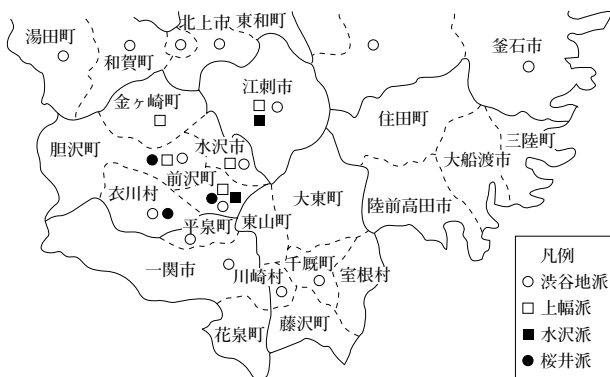 湯田町
和賀町
北上市
東和町
釜石市
金ヶ崎町
江刺市
住田町
三陸町
胆沢町
水沢市
大船渡市
前沢町
衣川村
大東町
陸前高田市
平泉町
東山町
一関市
川崎村
千厩町
室根村
花泉町
藤沢町
凡例
渋谷地派
上幅派
水沢派
桜井派